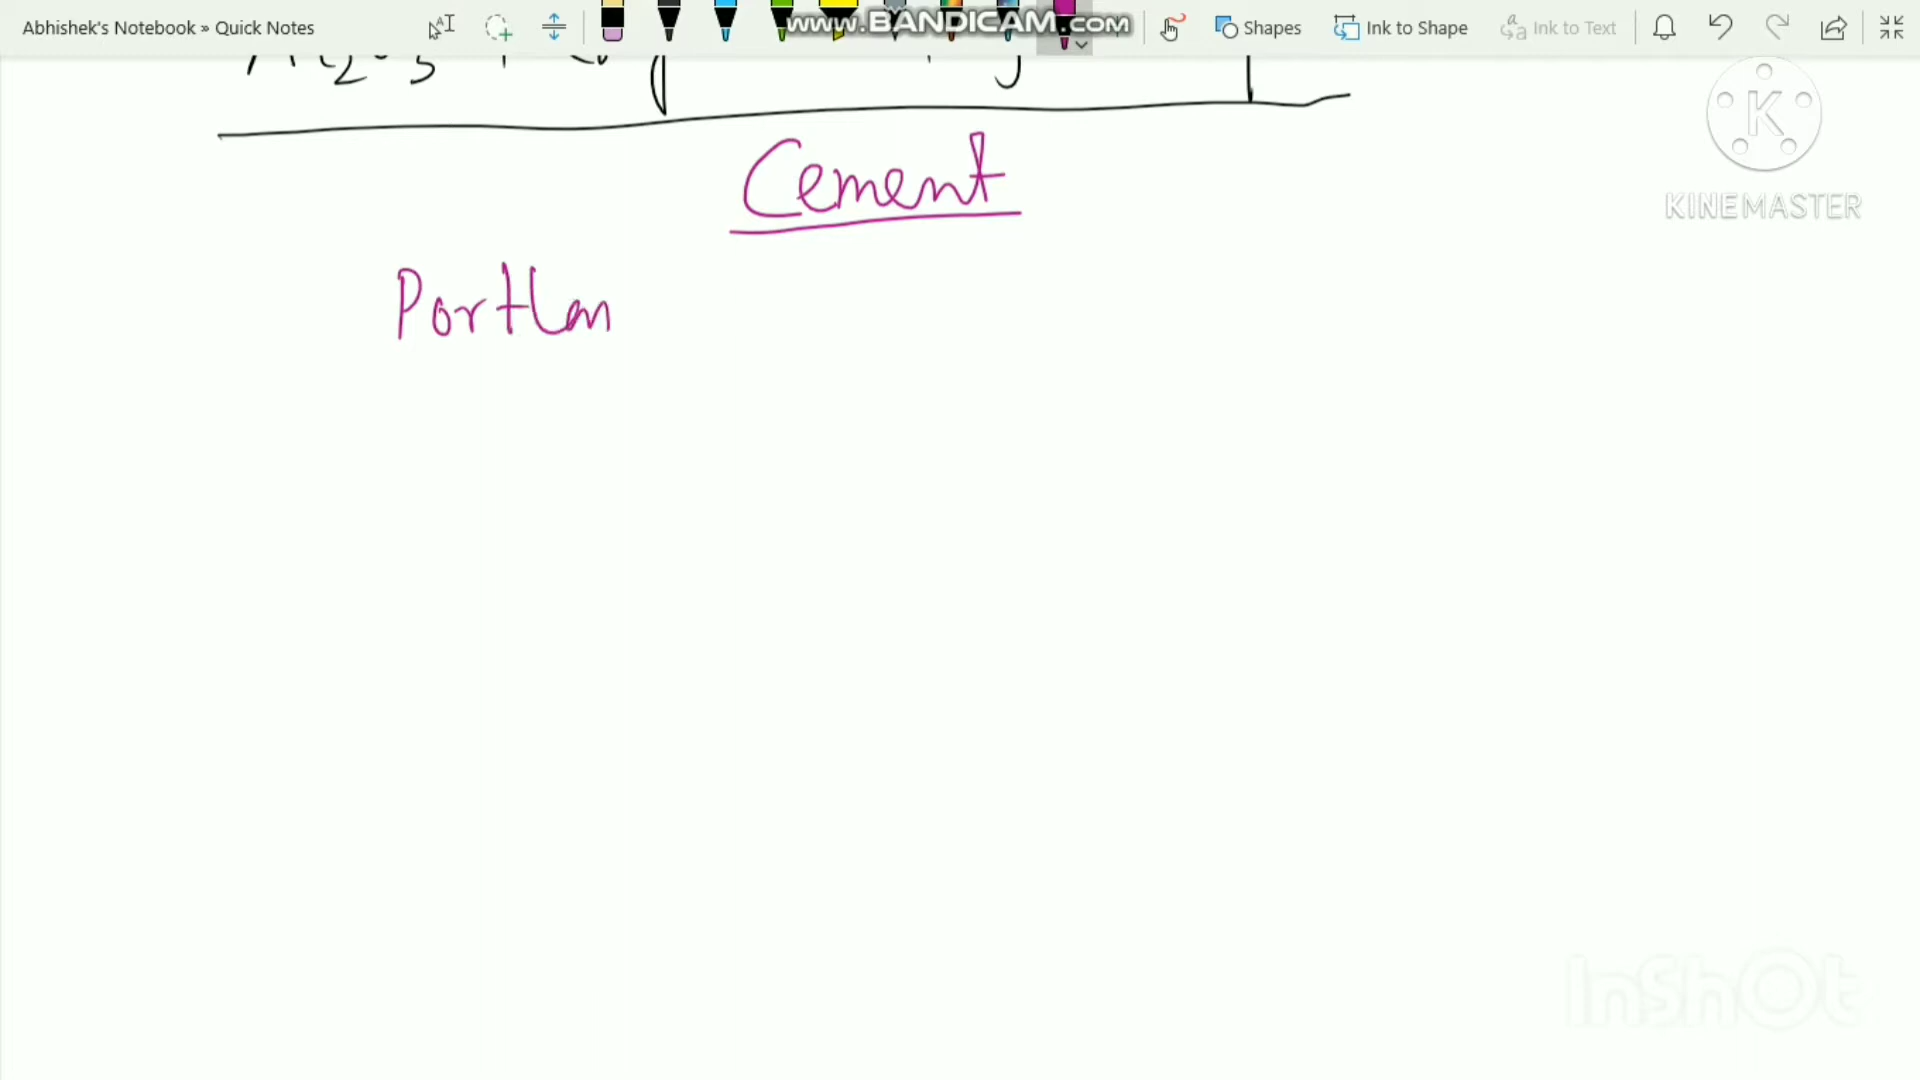 Abhishek's Notebook » Quick Notes
www.BANDICAM.com
Shapes
Ink to Shape
Ink to Text
K
KINEMASTER
Cement
Portlan
InShOt